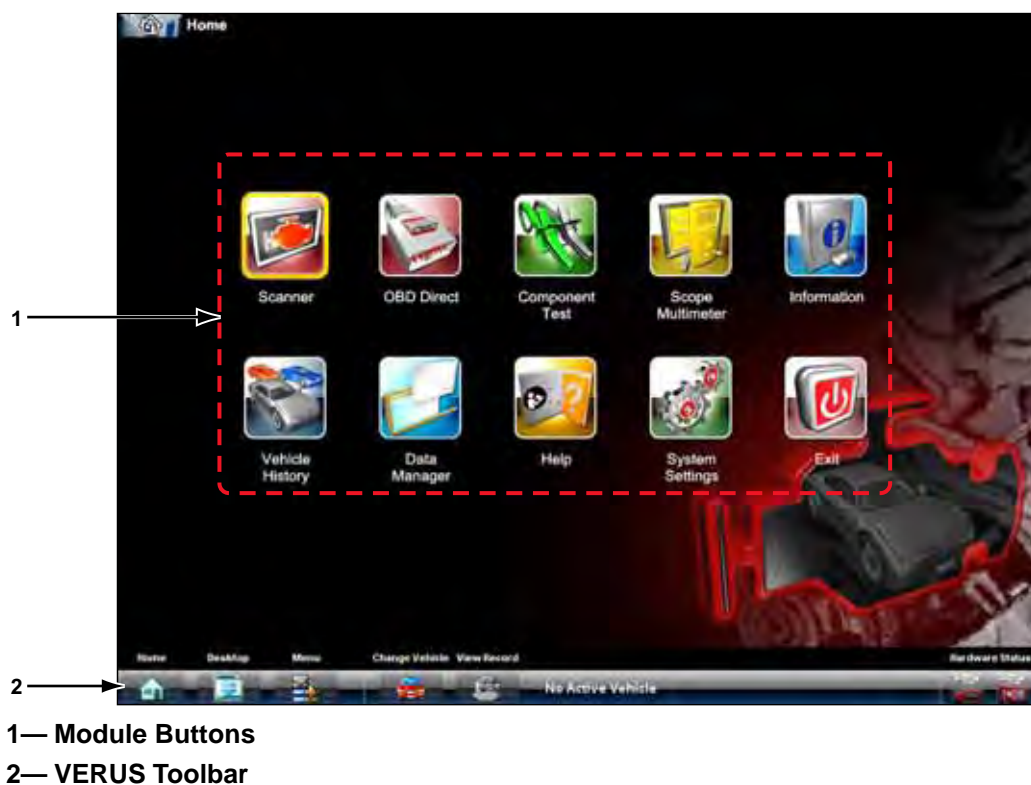 Home
Scanner
OBD Direct
Component
Test
Scope
Multimeter
Information
1
Vehicle
History
Data
Manager
Help
System
Settings
Exit
Home Desktop Menu Change Vehicle View Record Hardware Status
2
No Active Vehicle
1— Module Buttons
2— VERUS Toolbar